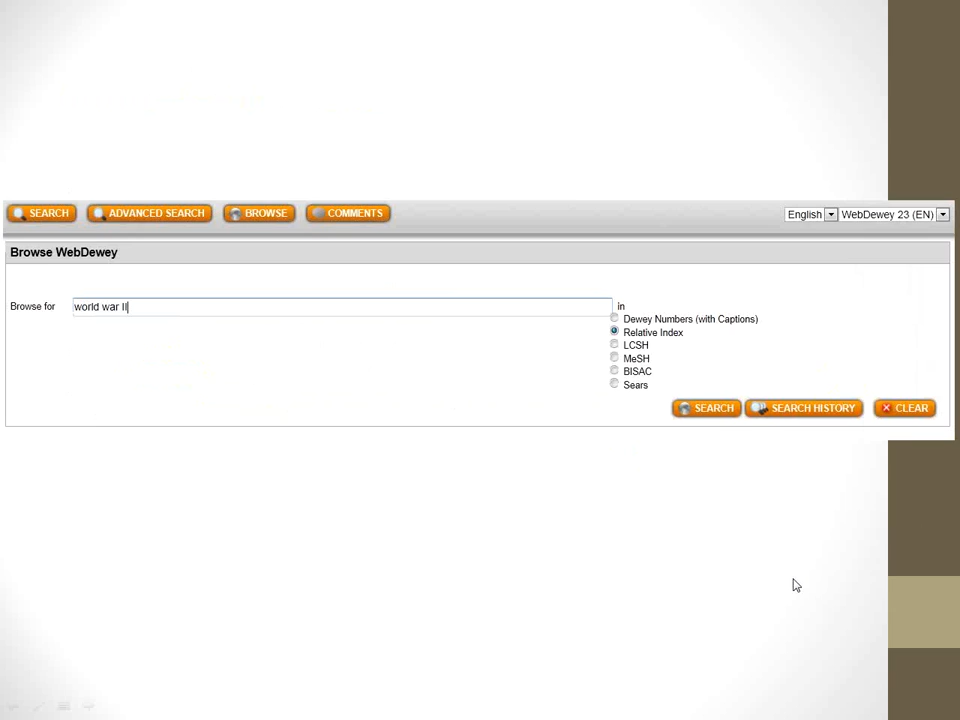 SEARCH ADVANCED SEARCH BROWSE COMMENTS English WebDewey 23 (EN)
Browse WebDewey
Browse for world war II in
Dewey Numbers (with Captions)
Relative Index
LCSH
MeSH
BISAC
Sears
SEARCH SEARCH HISTORY CLEAR